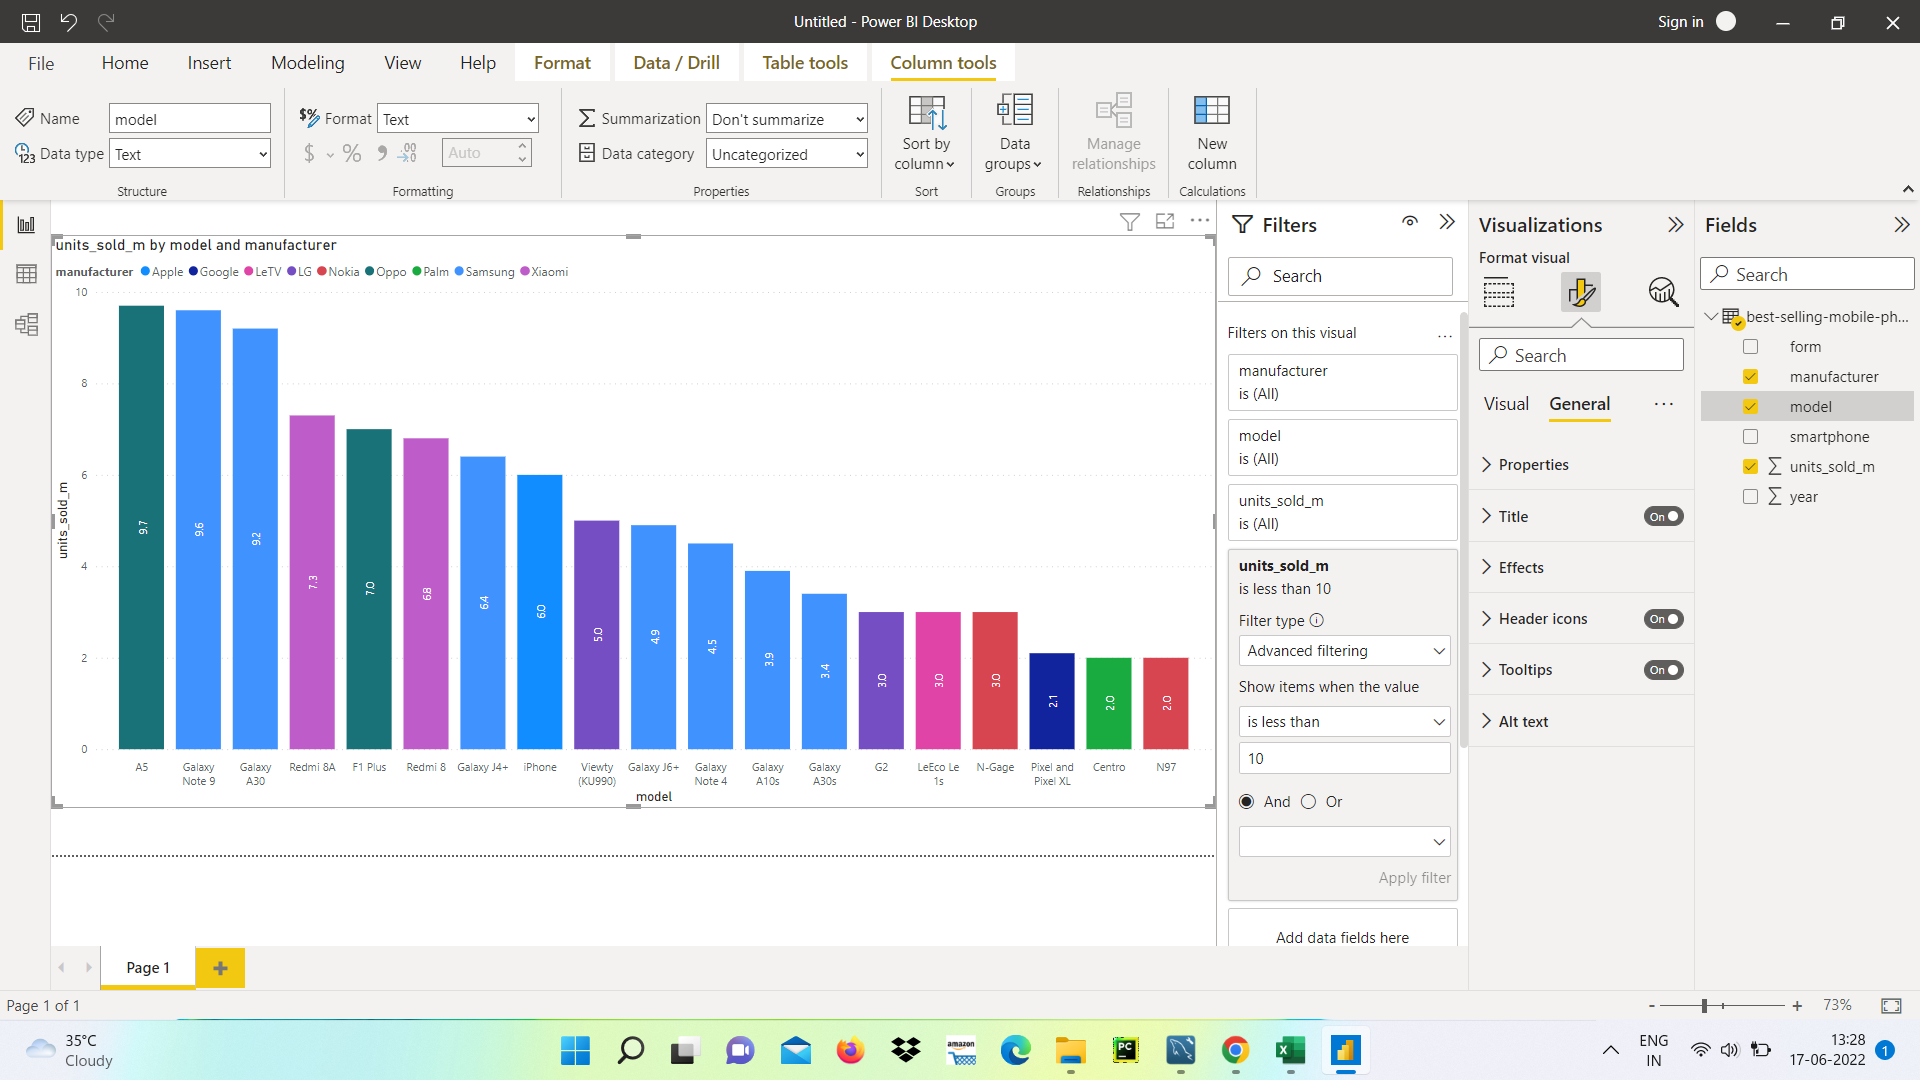 Untitled - Power BI Desktop
Sign in
File Home Insert Modeling View Help Format Data / Drill Table tools Column tools
Name model
Data type Text
Structure
Format Text
$ % 9 .00 Auto
Formatting
Summarization Don't summarize
Data category Uncategorized
Properties
Sort by
column
Sort
Data
groups
Groups
Manage
relationships
Relationships
New
column
Calculations
units_sold_m by model and manufacturer
manufacturer Apple Google LeTV LG Nokia Oppo Palm Samsung Xiaomi
10
8
6
4
2
0
units_sold_m
9.7 9.6 9.2 7.3 7.0 6.8 6.4 6.0 5.0 4.9 4.5 3.9 3.4 3.0 3.0 3.0 2.1 2.0 2.0
A5
Galaxy
Note 9
Galaxy
A30
Redmi 8A
F1 Plus
Redmi 8
Galaxy J4+
iPhone
Viewty
(KU990)
Galaxy J6+
Galaxy
Note 4
Galaxy
A10s
Galaxy
A30s
G2
LeEco Le
1s
N-Gage
Pixel and
Pixel XL
Centro
N97
model
Filters
Search
Filters on this visual
manufacturer
is (All)
model
is (All)
units_sold_m
is (All)
units_sold_m
is less than 10
Filter type
Advanced filtering
Show items when the value
is less than
10
And Or
Apply filter
Add data fields here
Visualizations
Format visual
Search
Visual General
Properties
Title On
Effects
Header icons On
Tooltips On
Alt text
Fields
Search
best-selling-mobile-ph...
form
manufacturer
model
smartphone
units_sold_m
year
Page 1
Page 1 of 1
- + 73%
35°C
Cloudy
amazon
PC
ENG
IN
13:28
17-06-2022
1